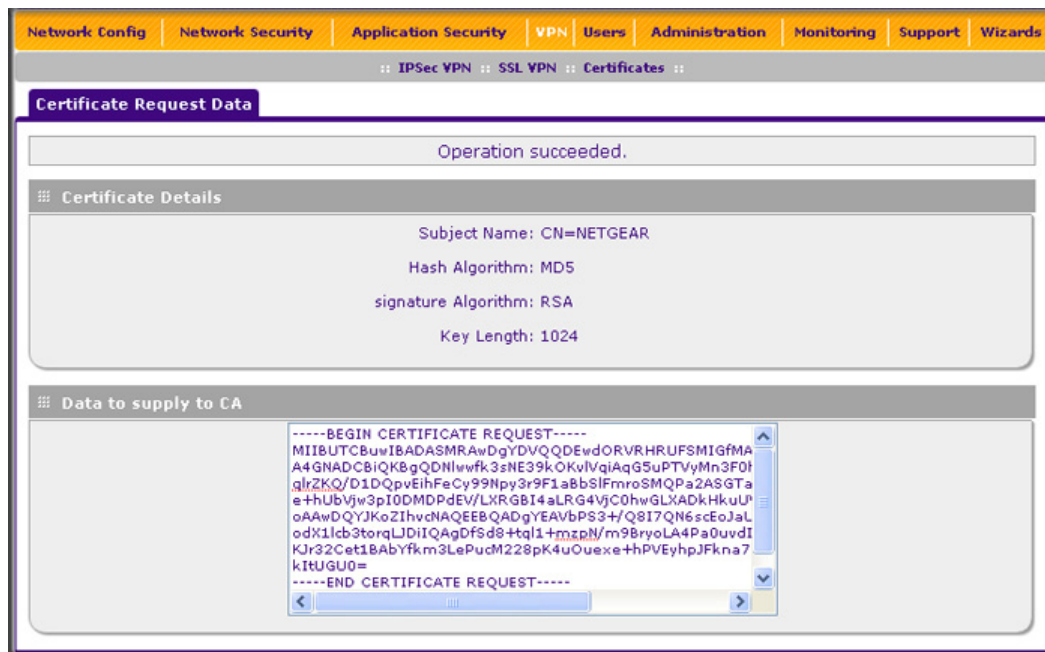 Network Config Network Security Application Security VPN Users Administration Monitoring Support Wizards
:: IPSec VPN :: SSL VPN :: Certificates ::
Certificate Request Data
Operation succeeded.
Certificate Details
Subject Name: CN=NETGEAR
Hash Algorithm: MD5
signature Algorithm: RSA
Key Length: 1024
Data to supply to CA
-----BEGIN CERTIFICATE REQUEST-----
MIIBUTCBuwIBADASMRAwDgYDVQQDEwdORVRHRUFSMIGfMA
A4GNADCBiQKBgQDNlwwfk3sNE39kOKvlVqiAqG5uPTVyMn3F0
qlrZKQ/D1DQpvEihFeCy99Npy3r9F1aBbSlFmroSMQPa2ASGTa
e+hUbVjw3pI0DMDPdEV/LXRGBI4aLRG4VjC0hwGLXADkHkuU
oAAwDQYJKoZIhvcNAQEEBQADgYEAVbPS3+/Q8I7QN6scEoJaL
odX1lcb3torqLJDiIQAgDfSd8+tql1+mzpN/m9BryoLA4Pa0uvdI
KJr32Cet1BAbYfkm3LePucM228pK4uOuexe+hPVEyhpJFkna7
kItUGU0=
-----END CERTIFICATE REQUEST-----